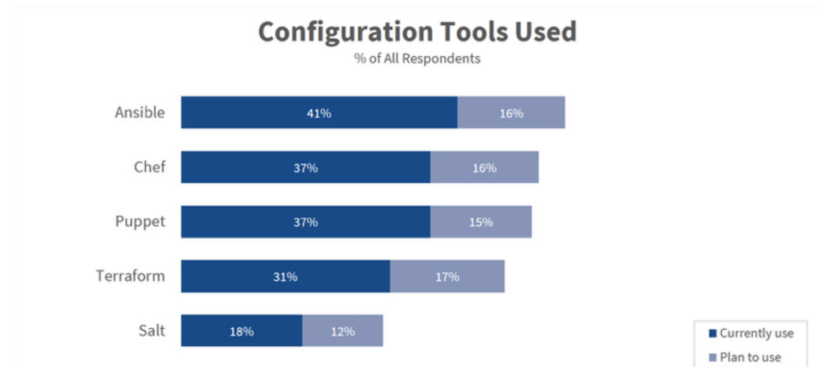 Configuration Tools Used
% of All Respondents
Ansible 41% 16%
Chef 37% 16%
Puppet 37% 15%
Terraform 31% 17%
Salt 18% 12%
Currently use
Plan to use